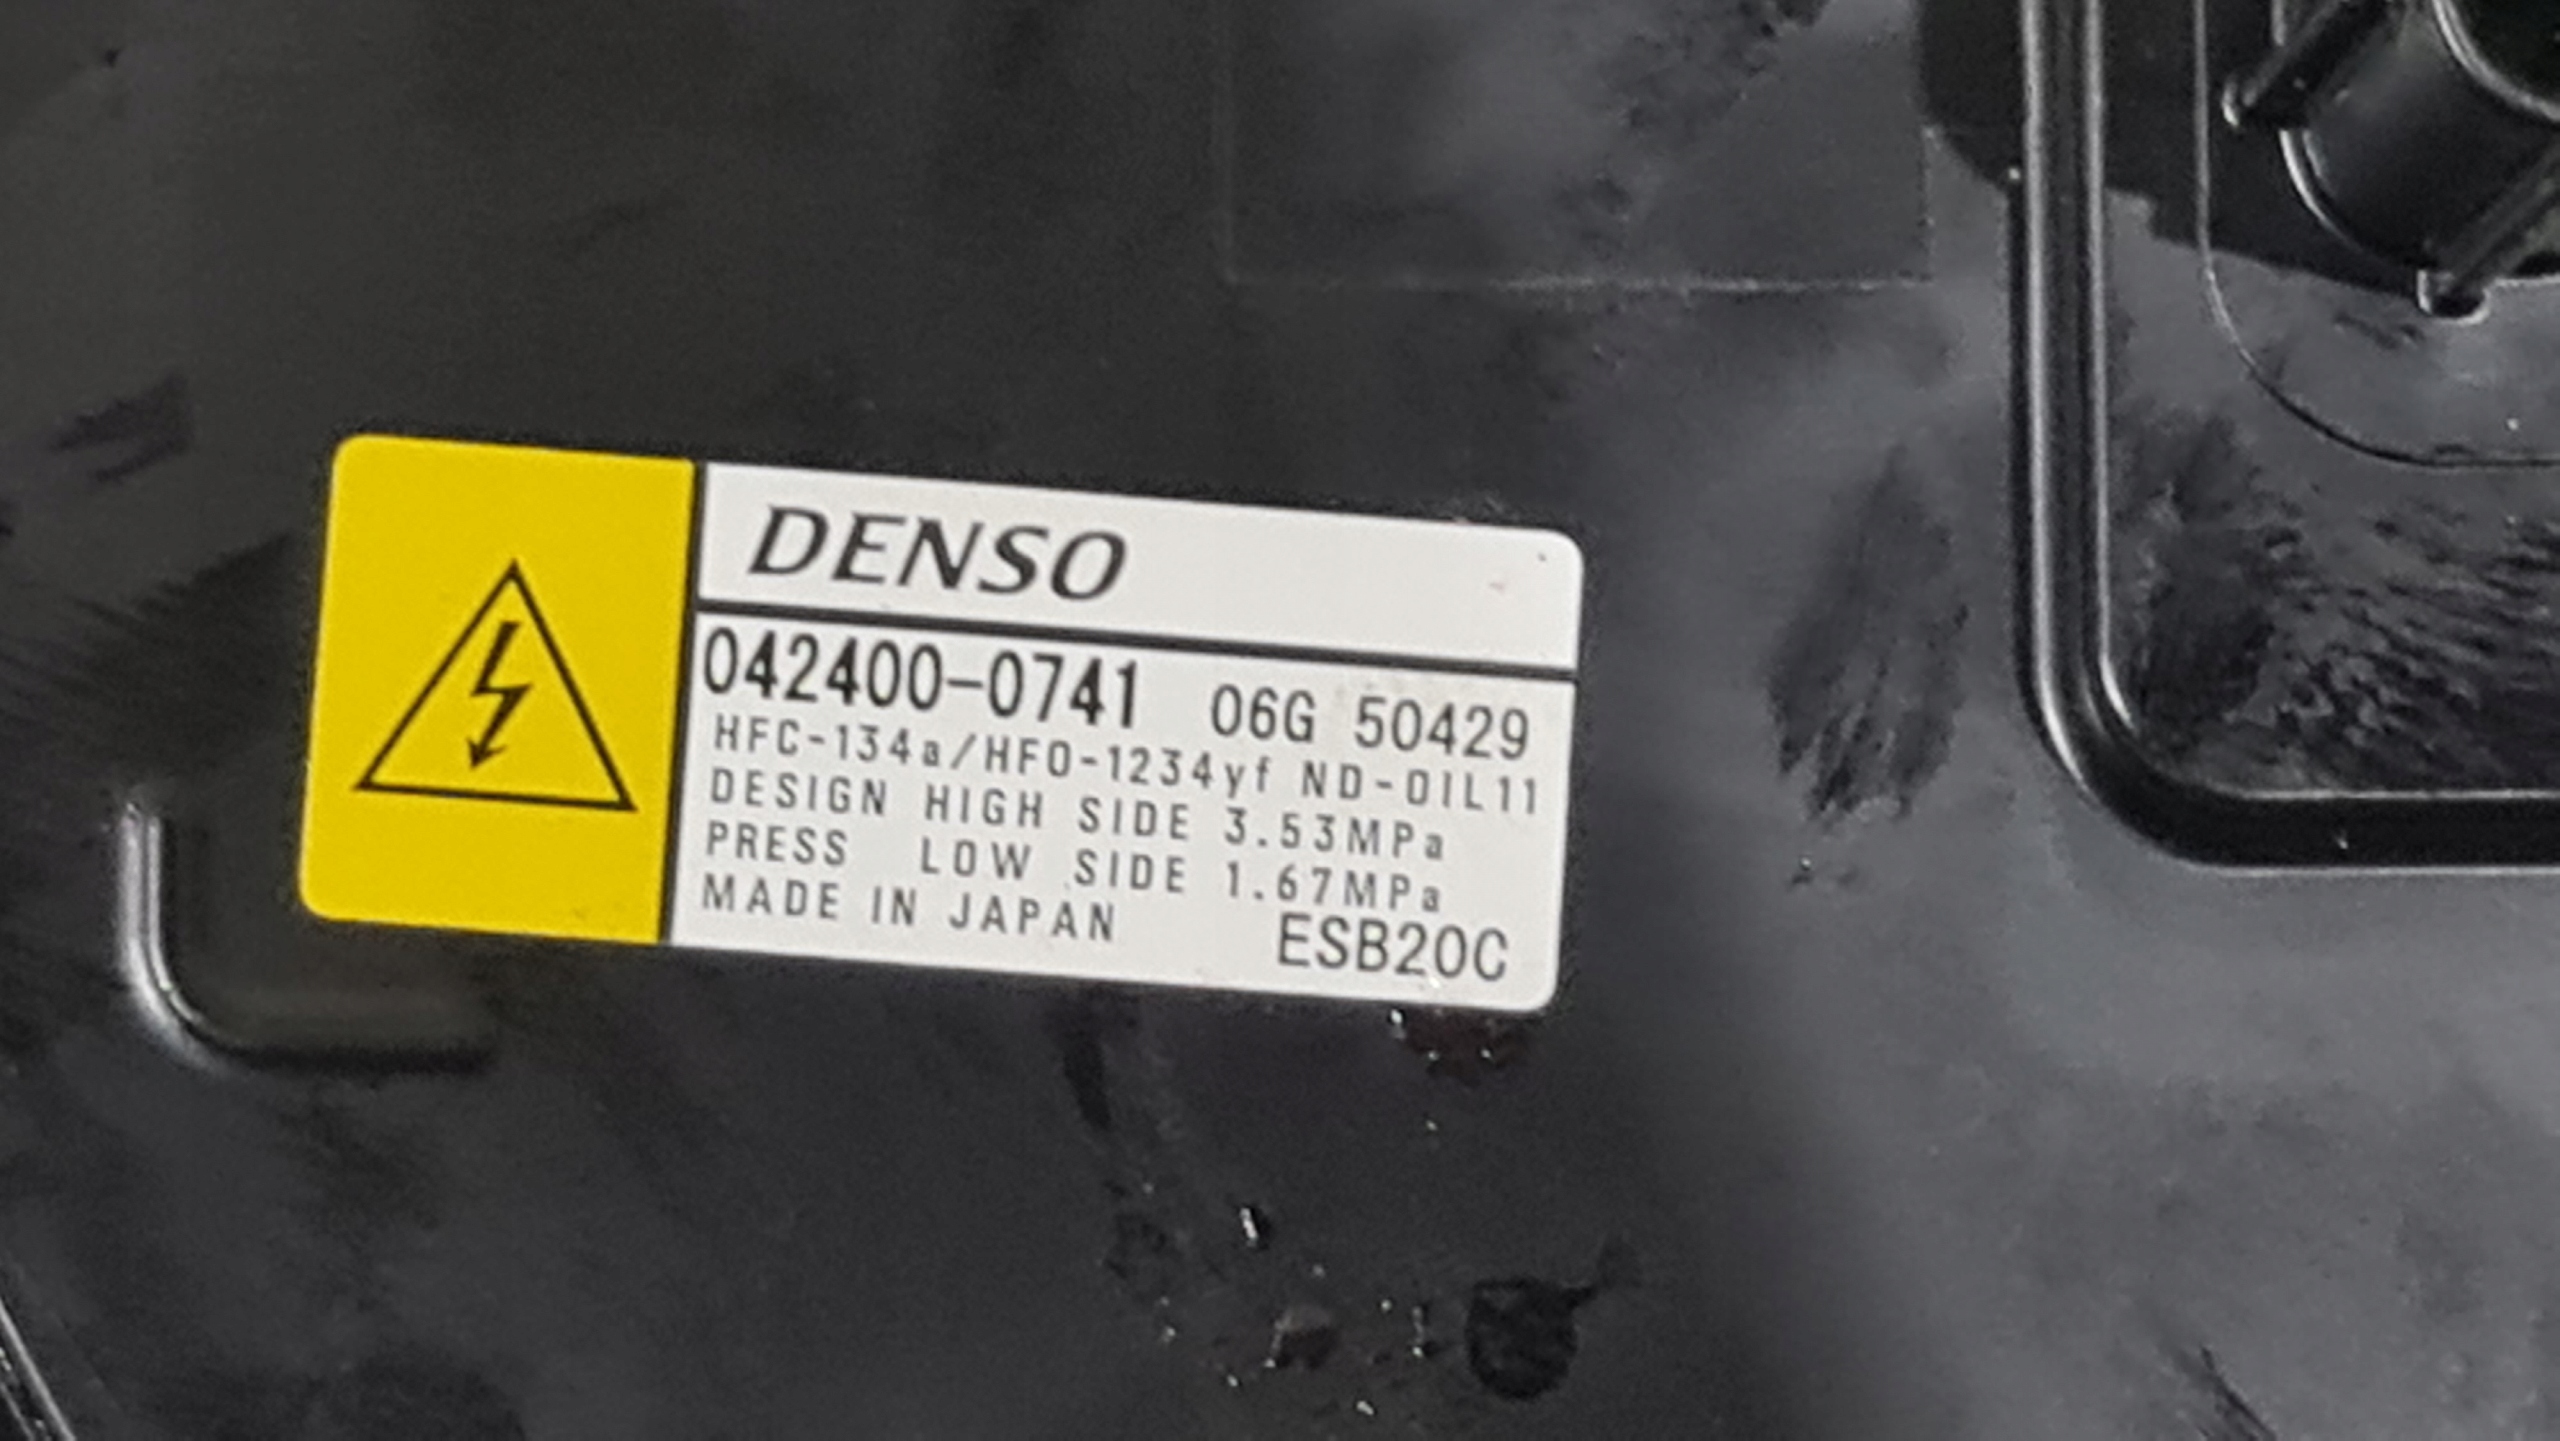 DENSO
042400-0741 06G 50429
HFC-134a/HFO-1234yf ND-OIL11
DESIGN HIGH SIDE 3.53MPa
PRESS LOW SIDE 1.67MPa
MADE IN JAPAN ESB20C